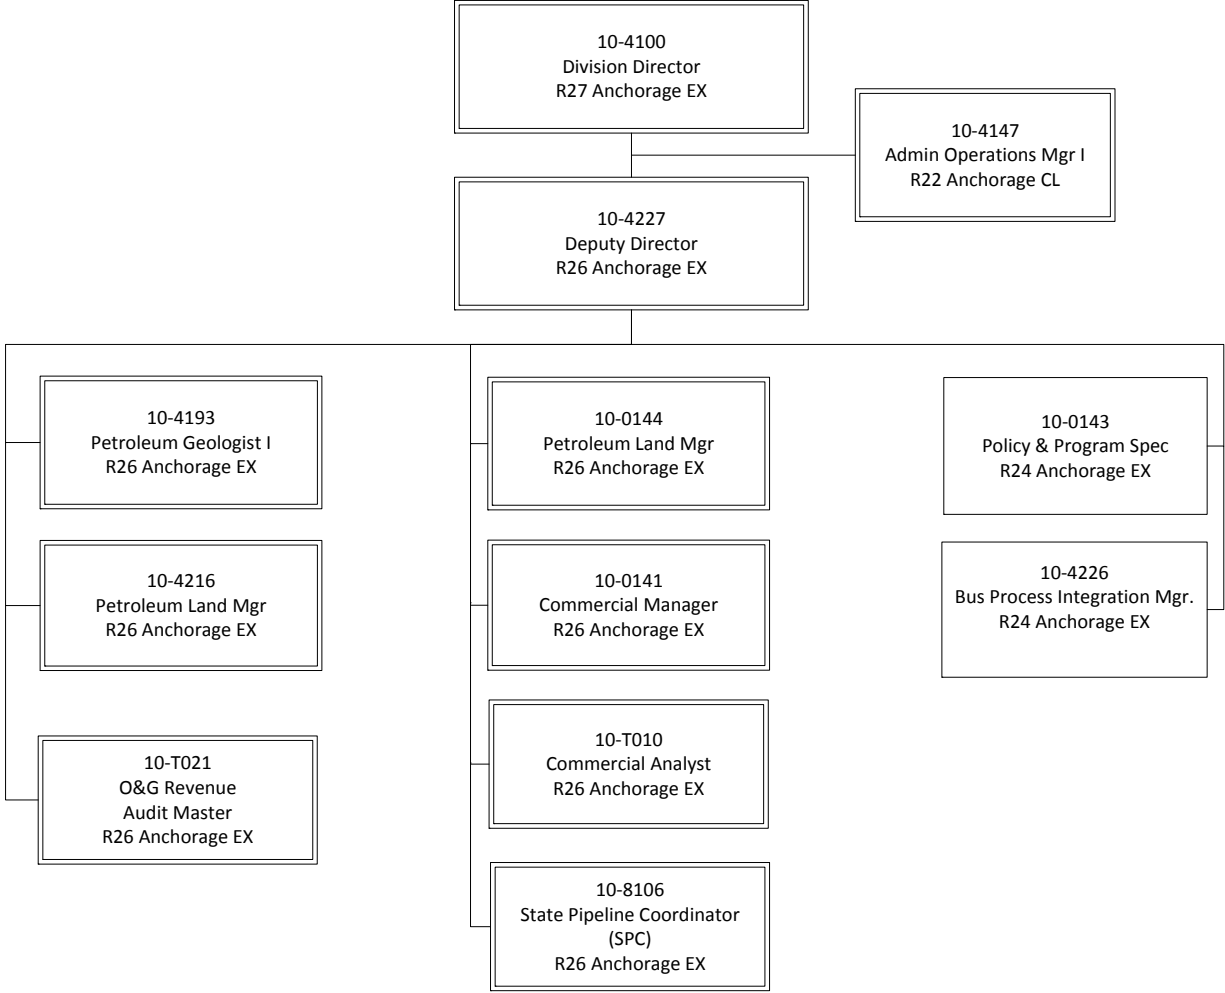 10-4100
Division Director
R27 Anchorage EX
10-4147
Admin Operations Mgr I
R22 Anchorage CL
10-4227
Deputy Director
R26 Anchorage EX
10-4193
Petroleum Geologist I
R26 Anchorage EX
10-0144
Petroleum Land Mgr
R26 Anchorage EX
10-0143
Policy & Program Spec
R24 Anchorage EX
10-4216
Petroleum Land Mgr
R26 Anchorage EX
10-0141
Commercial Manager
R26 Anchorage EX
10-4226
Bus Process Integration Mgr.
R24 Anchorage EX
10-T021
O&G Revenue
Audit Master
R26 Anchorage EX
10-T010
Commercial Analyst
R26 Anchorage EX
10-8106
State Pipeline Coordinator
(SPC)
R26 Anchorage EX